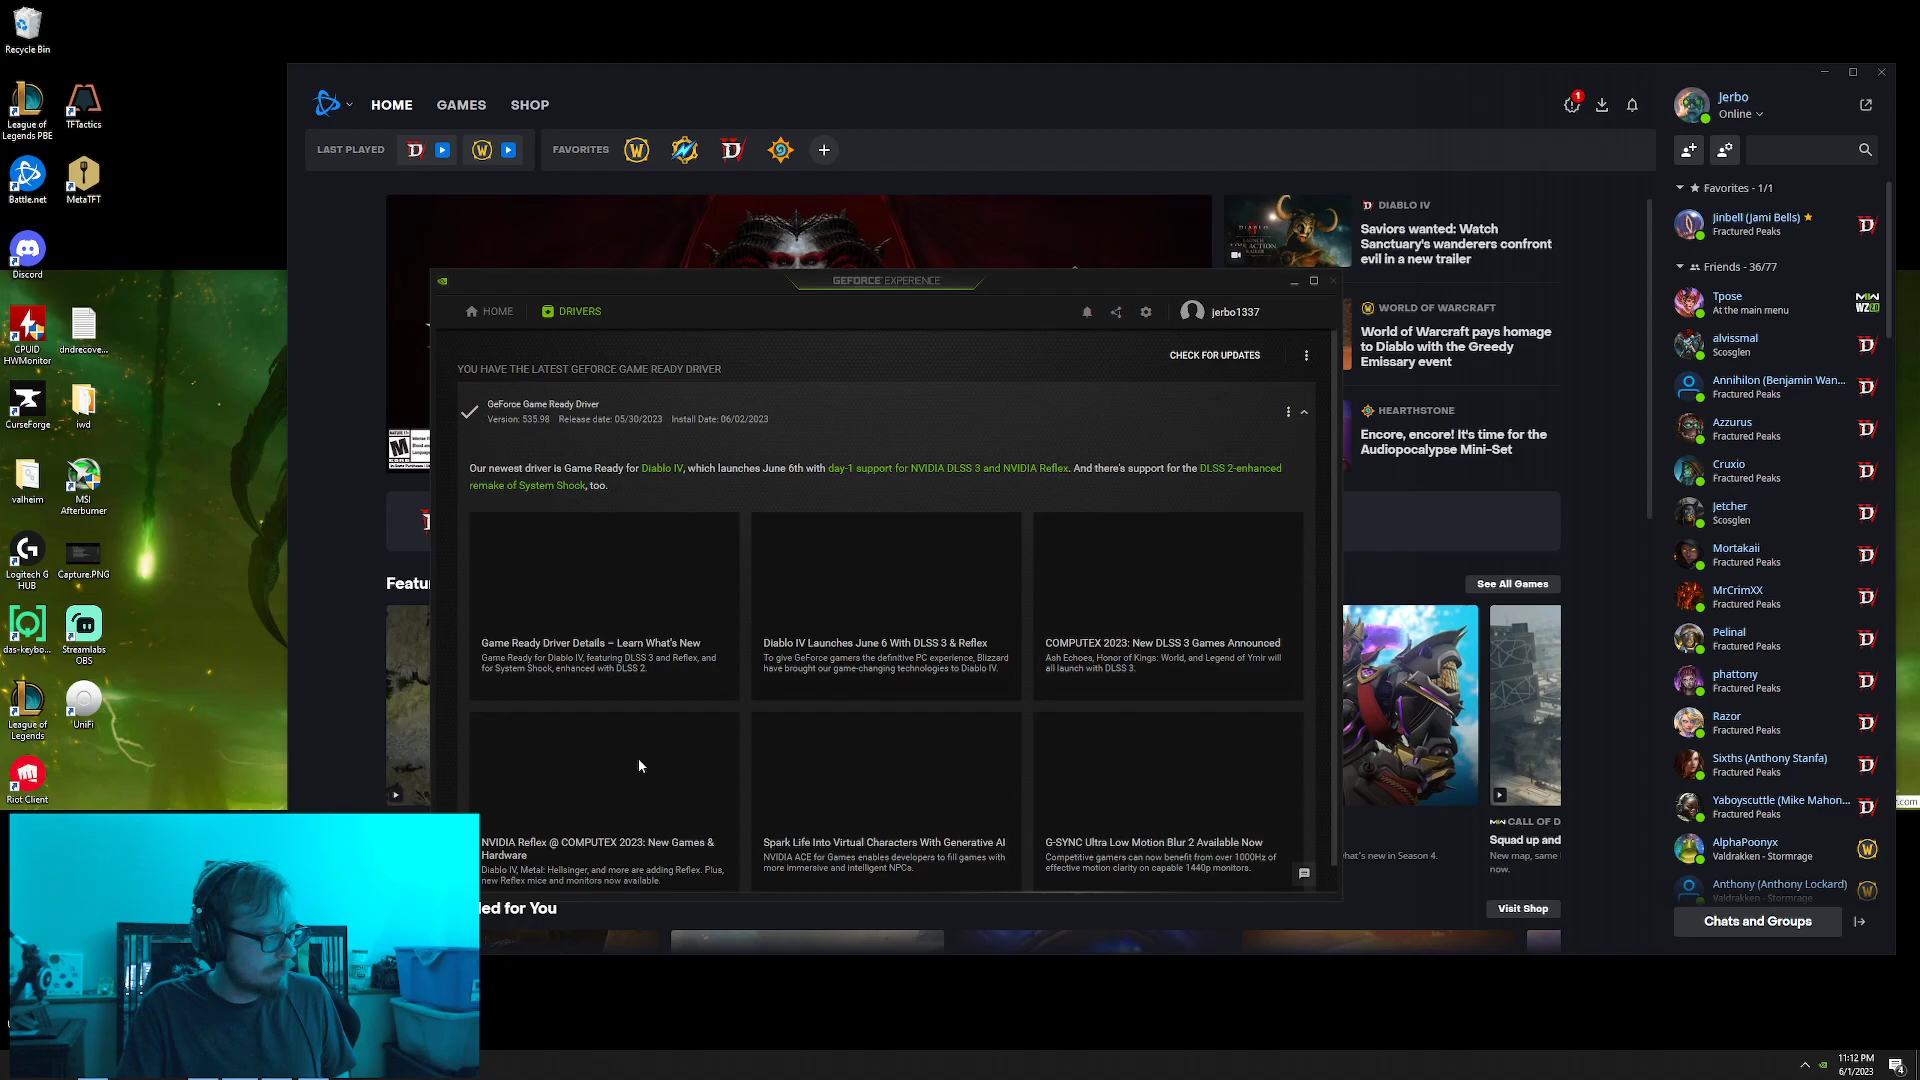 Recycle Bin
League of
Legends PBE
TFTactics
Battle.net
MetaTFT
Discord
CPUID
HWMonitor
dndrecove...
CurseForge
iwd
valheim
MSI
Afterburner
Logitech G
HUB
Capture.PNG
das-keybo...
Streamlabs
OBS
League of
Legends
UniFi
Riot Client
HOME
GAMES
SHOP
1
LAST PLAYED
FAVORITES
DIABLO IV
Saviors wanted: Watch
Sanctuary's wanderers confront
evil in a new trailer
WORLD OF WARCRAFT
World of Warcraft pays homage
to Diablo with the Greedy
Emissary event
HEARTHSTONE
Encore, encore! It's time for the
Audiopocalypse Mini-Set
Featu
See All Games
CALL OF D
Squad up and
New map, same
now.
hat's new in Season 4.
led for You
Visit Shop
GEFORCE EXPERIENCE
HOME
DRIVERS
jerbo1337
CHECK FOR UPDATES
YOU HAVE THE LATEST GEFORCE GAME READY DRIVER
GeForce Game Ready Driver
Version: 535.98 Release date: 05/30/2023 Install Date: 06/02/2023
Our newest driver is Game Ready for Diablo IV, which launches June 6th with day-1 support for NVIDIA DLSS 3 and NVIDIA Reflex. And there's support for the DLSS 2-enhanced
remake of System Shock, too.
Game Ready Driver Details – Learn What's New
Game Ready for Diablo IV, featuring DLSS 3 and Reflex, and
for System Shock, enhanced with DLSS 2.
Diablo IV Launches June 6 With DLSS 3 & Reflex
To give GeForce gamers the definitive PC experience, Blizzard
have brought our game-changing technologies to Diablo IV.
COMPUTEX 2023: New DLSS 3 Games Announced
Ash Echoes, Honor of Kings: World, and Legend of Ymir will
all launch with DLSS 3.
NVIDIA Reflex @ COMPUTEX 2023: New Games &
Hardware
Diablo IV, Metal: Hellsinger, and more are adding Reflex. Plus,
new Reflex mice and monitors now available.
Spark Life Into Virtual Characters With Generative AI
NVIDIA ACE for Games enables developers to fill games with
more immersive and intelligent NPCs.
G-SYNC Ultra Low Motion Blur 2 Available Now
Competitive gamers can now benefit from over 1000Hz of
effective motion clarity on capable 1440p monitors.
Jerbo
Online
Favorites - 1/1
Jinbell (Jami Bells)
Fractured Peaks
Friends - 36/77
Tpose
At the main menu
MW
WZ2.0
alvissmal
Scosglen
Annihilon (Benjamin Wan...
Fractured Peaks
Azzurus
Fractured Peaks
Cruxio
Fractured Peaks
Jetcher
Scosglen
Mortakaii
Fractured Peaks
MrCrimXX
Fractured Peaks
Pelinal
Fractured Peaks
phattony
Fractured Peaks
Razor
Fractured Peaks
Sixths (Anthony Stanfa)
Fractured Peaks
Yaboyscuttle (Mike Mahon...
Fractured Peaks
AlphaPoonyx
Valdrakken - Stormrage
Anthony (Anthony Lockard)
Valdrakken - Stormrage
Chats and Groups
11:12 PM
6/1/2023
4